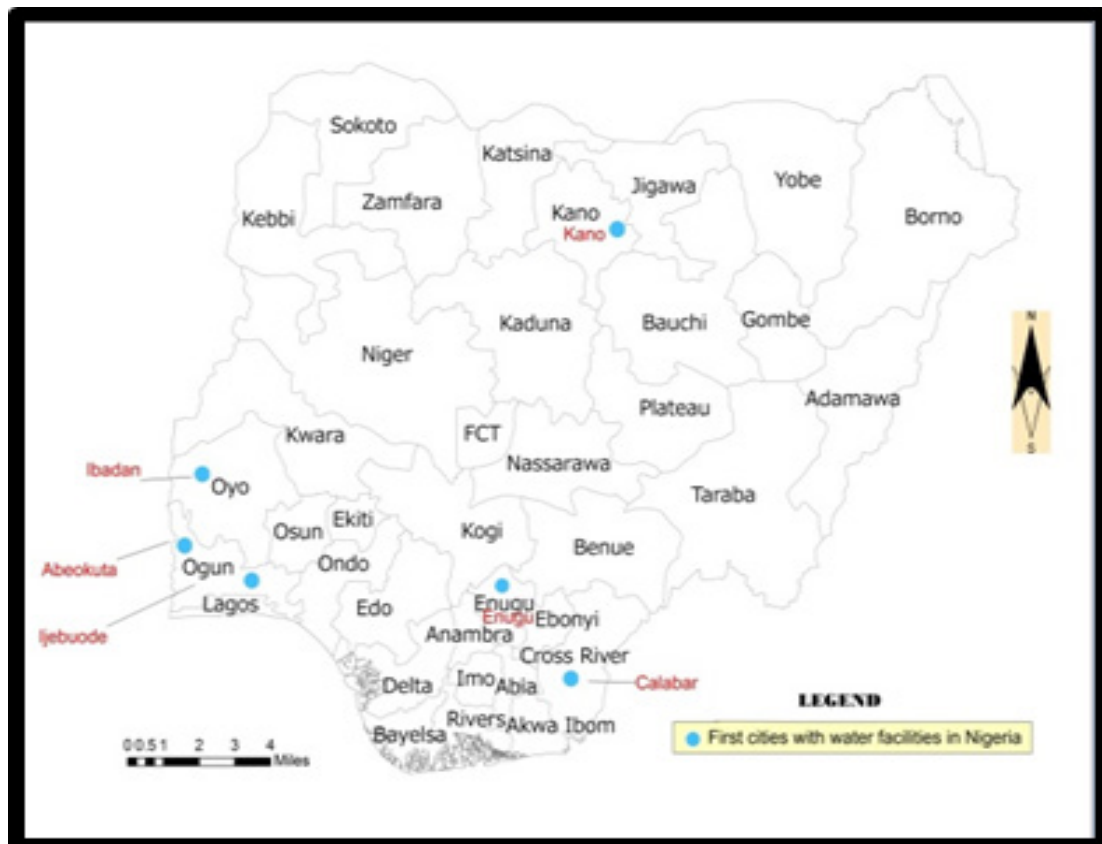 Sokoto
Katsina
Jigawa
Yobe
Zamfara
Kebbi
Kano
Kano
Borno
Kaduna
Bauchi
Gombe
Niger
N
S
Adamawa
Plateau
Kwara
FCT
Nassarawa
Ibadan
Oyo
Taraba
Osun
Ekiti
Kogi
Benue
Abeokuta
Ogun
Ondo
Lagos
Edo
Enugu
Enugu
Ebonyi
Ijebuode
Anambra
Cross River
Delta
Imo
Abia
Calabar
LEGEND
Rivers
Akwa Ibom
Bayelsa
First cities with water facilities in Nigeria
0 0.5 1 2 3 4
Miles